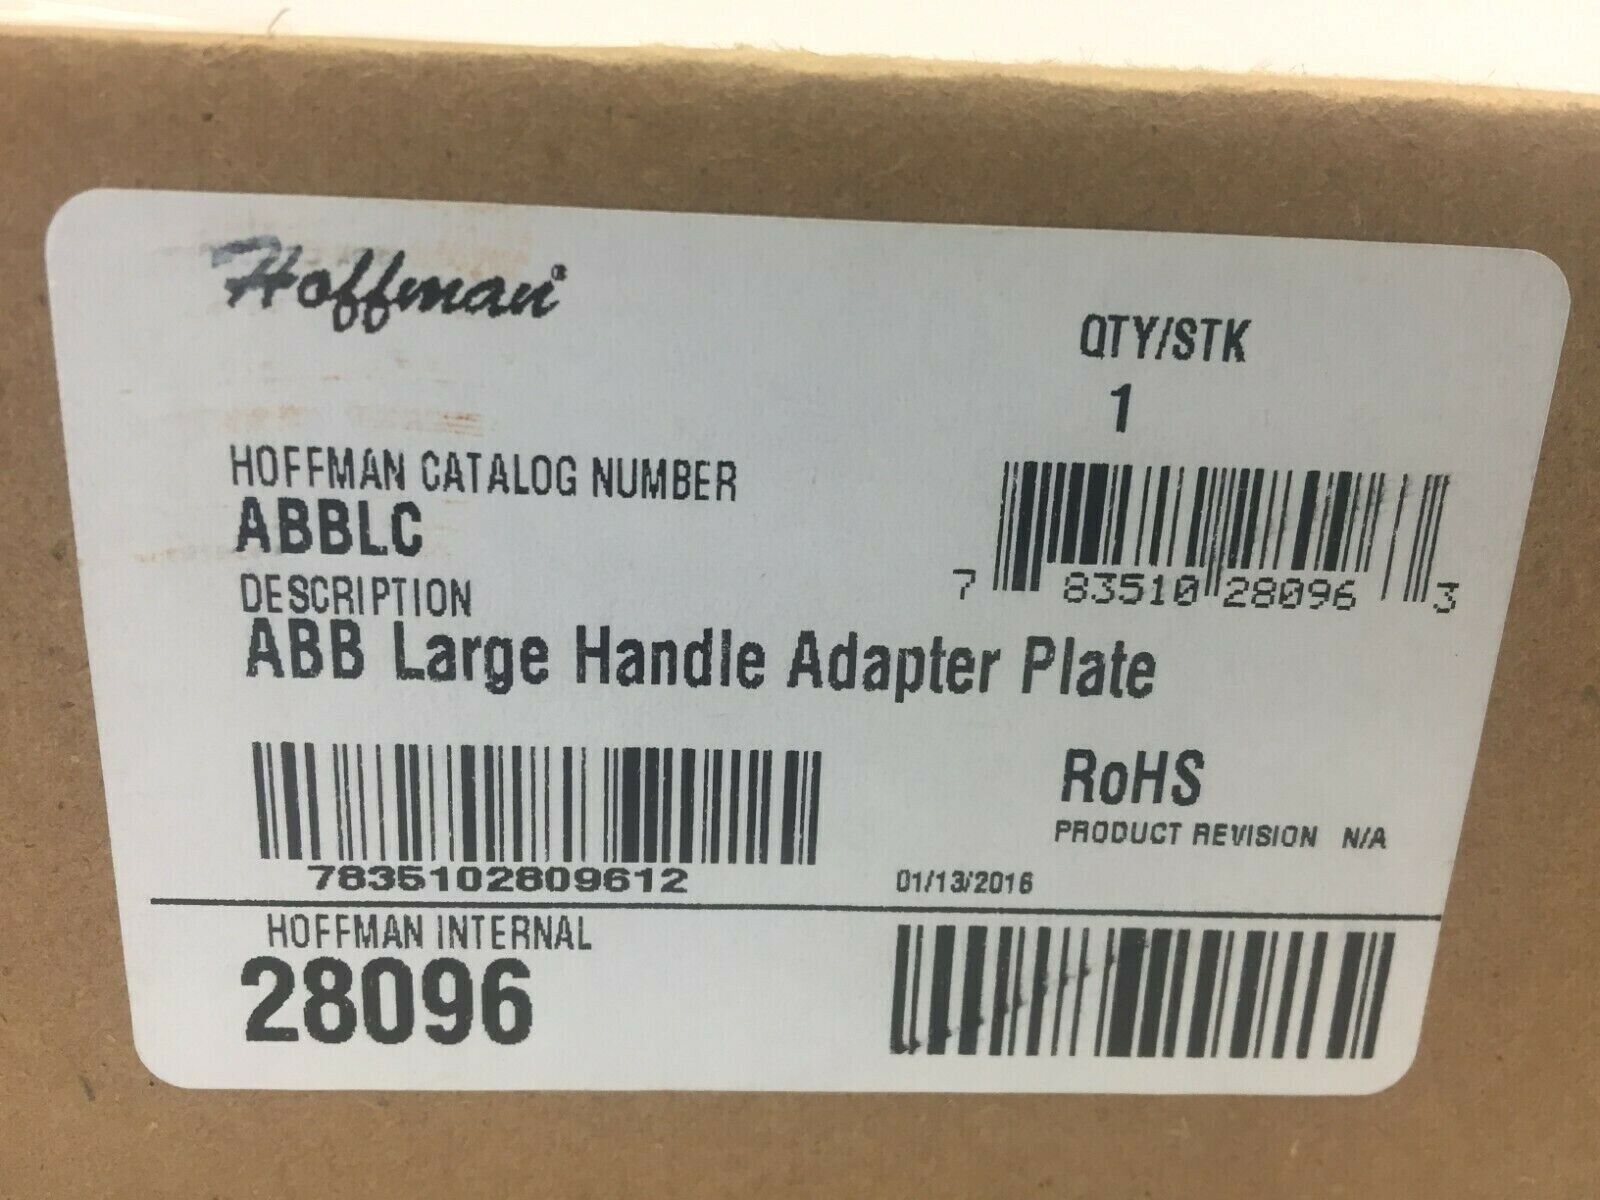 Hoffman®
QTY/STK
1
HOFFMAN CATALOG NUMBER
ABBLC
7 83510 28096 3
DESCRIPTION
ABB Large Handle Adapter Plate
RoHS
PRODUCT REVISION N/A
7835102809612
01/13/2016
HOFFMAN INTERNAL
28096